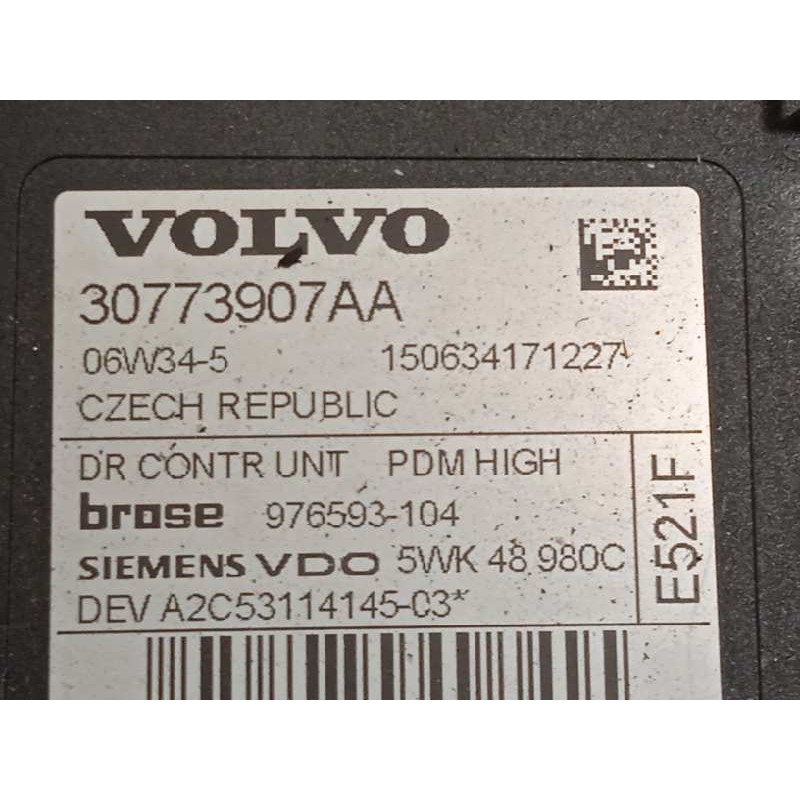 VOLVO
30773907AA
06W34-5 150634171227
CZECH REPUBLIC
DR CONTR UNT PDM HIGH
brose 976593-104
SIEMENS VDO 5WK 48 980C
DEV A2C53114145-03*
E521F